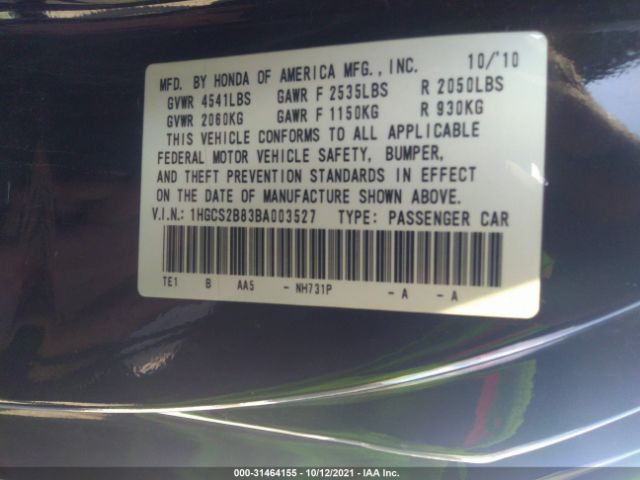 MFD. BY HONDA OF AMERICA MFG., INC. 10/'10
GVWR 4541LBS GAWR F 2535LBS R 2050LBS
GVWR 2060KG GAWR F 1150KG R 930KG
THIS VEHICLE CONFORMS TO ALL APPLICABLE
FEDERAL MOTOR VEHICLE SAFETY, BUMPER,
AND THEFT PREVENTION STANDARDS IN EFFECT
ON THE DATE OF MANUFACTURE SHOWN ABOVE.
V.I.N.: 1HGCS2B83BA003527 TYPE: PASSENGER CAR
TE1 B AA5 - NH731P - A - A
000-31464155 - 10/12/2021 - IAA Inc.